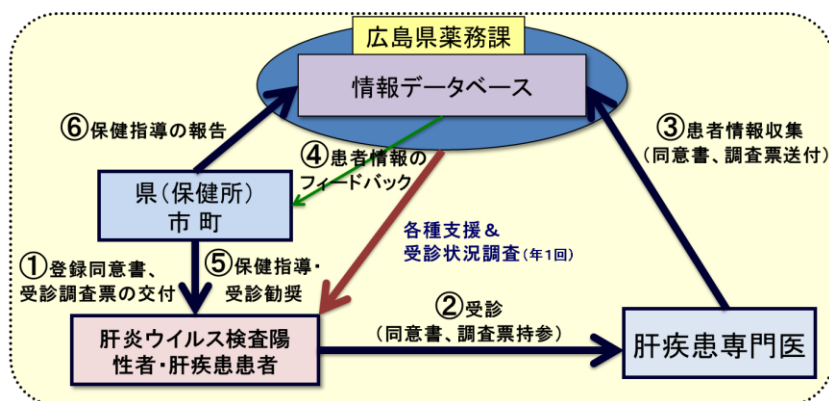 広島県薬務課
情報データベース
⑥保健指導の報告
③患者情報収集
(同意書、調査票送付)
④患者情報の
フィードバック
県(保健所)
市 町
各種支援&
受診状況調査(年1回)
①登録同意書、
受診調査票の交付
⑤保健指導・
受診勧奨
②受診
(同意書、調査票持参)
肝炎ウイルス検査陽
性者・肝疾患患者
肝疾患専門医